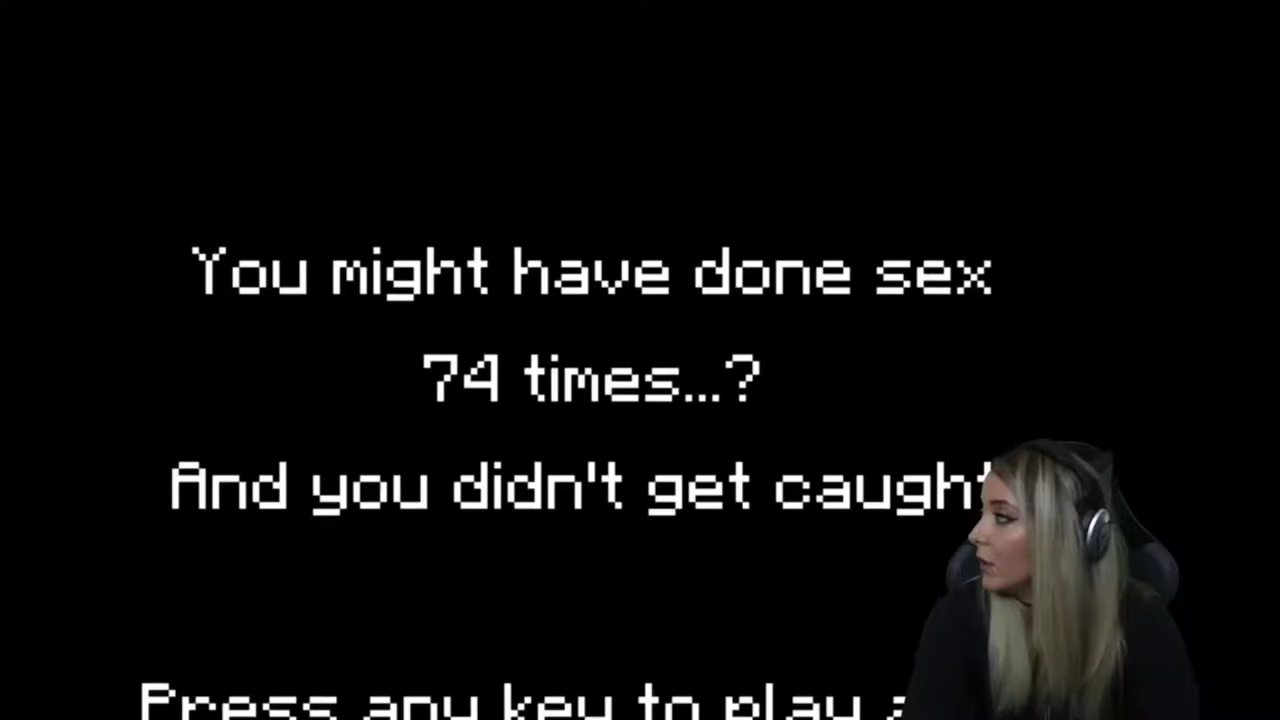 You might have done sex
74 times...?
And you didn't get caught
Press any key to play